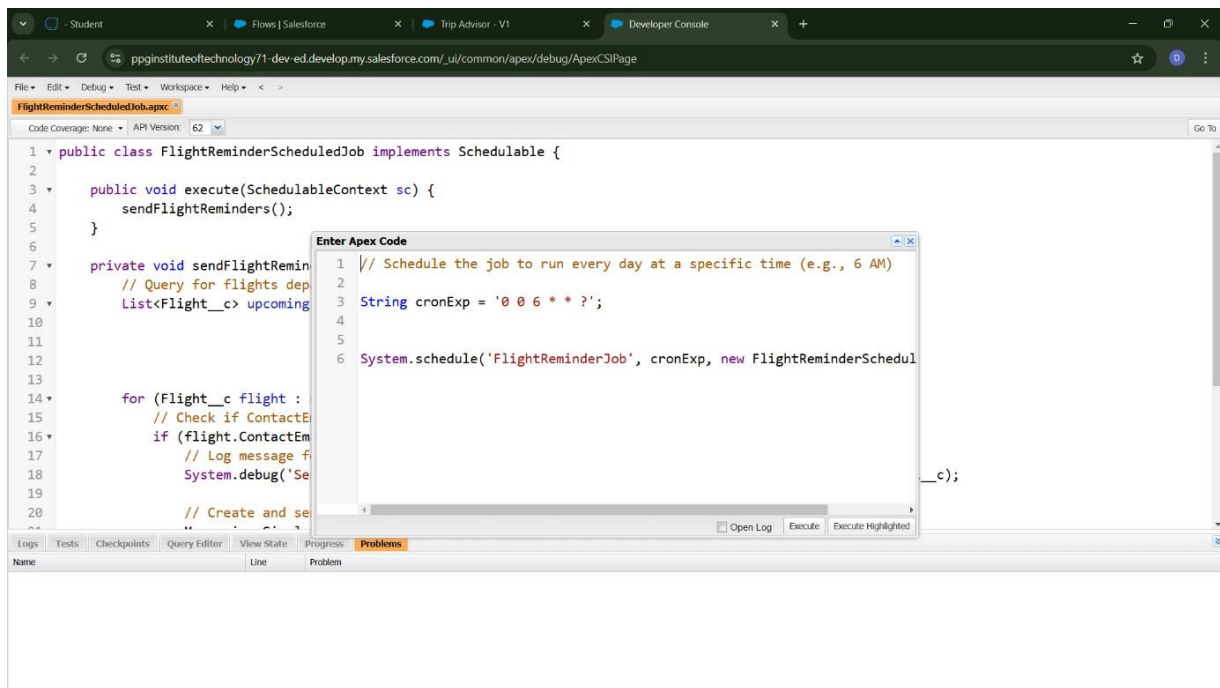 - Student
Flows | Salesforce
Trip Advisor - V1
Developer Console
ppginstituteoftechnology71-dev-ed.develop.my.salesforce.com/_ui/common/apex/debug/ApexCSIPage
D
File Edit Debug Test Workspace Help < >
FlightReminderScheduledJob.apxc
Code Coverage: None API Version: 62 Go To
1 public class FlightReminderScheduledJob implements Schedulable {
2
3 public void execute(SchedulableContext sc) {
4 sendFlightReminders();
5 }
6
7 private void sendFlightRemin
8 // Query for flights dep
9 List<Flight__c> upcoming
10
11
12
13
14 for (Flight__c flight :
15 // Check if ContactE
16 if (flight.ContactEm
17 // Log message f
18 System.debug('Se __c);
19
20 // Create and se
Enter Apex Code
1 // Schedule the job to run every day at a specific time (e.g., 6 AM)
2
3 String cronExp = '0 0 6 * * ?';
4
5
6 System.schedule('FlightReminderJob', cronExp, new FlightReminderSchedul
Open Log Execute Execute Highlighted
Logs Tests Checkpoints Query Editor View State Progress Problems
Name Line Problem